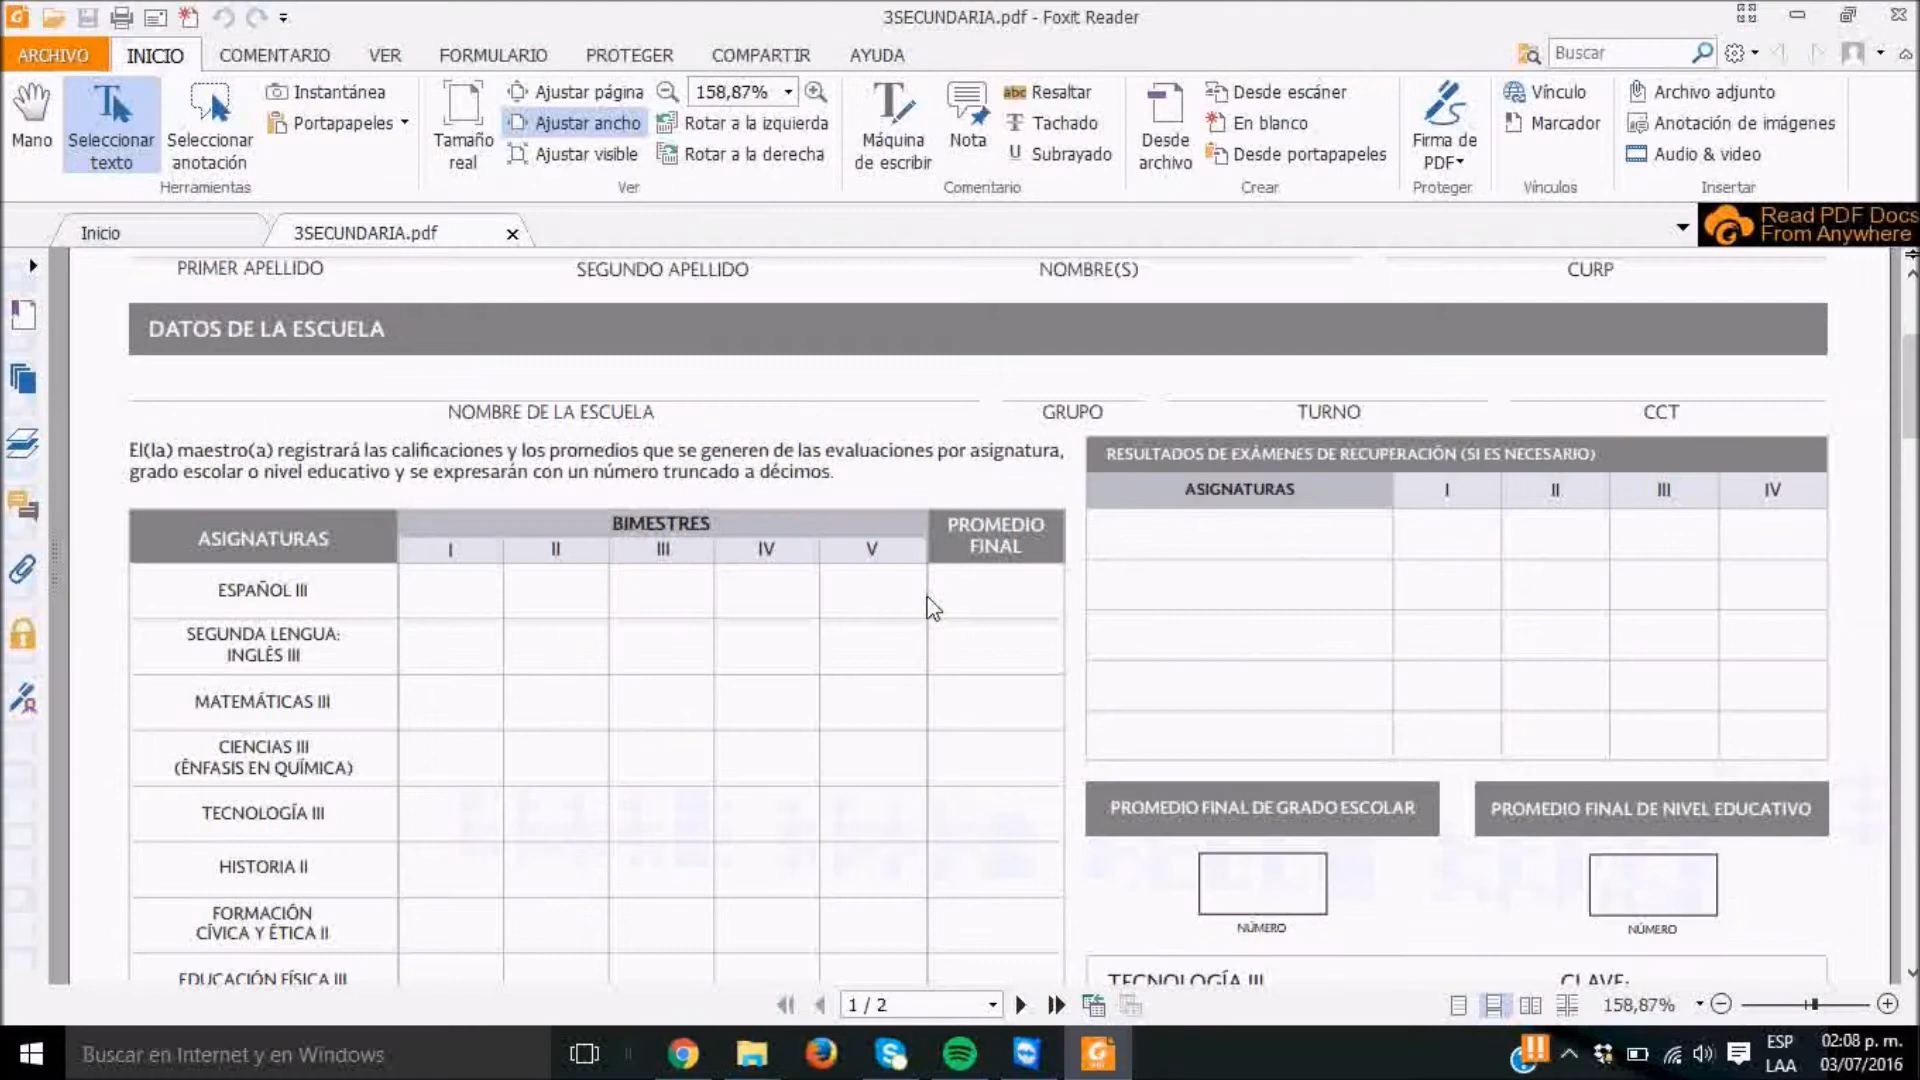 3SECUNDARIA.pdf - Foxit Reader
ARCHIVO INICIO COMENTARIO VER FORMULARIO PROTEGER COMPARTIR AYUDA Buscar
Mano
Seleccionar
texto
Seleccionar
anotación
Instantánea
Portapapeles
Herramientas
Tamaño
real
Ajustar página
Ajustar ancho
Ajustar visible
158,87%
Rotar a la izquierda
Rotar a la derecha
Ver
Máquina
de escribir
Nota
abc Resaltar
T Tachado
U Subrayado
Comentario
Desde
archivo
Desde escáner
En blanco
Desde portapapeles
Crear
Firma de
PDF
Proteger
Vínculo
Marcador
Vínculos
Archivo adjunto
Anotación de imágenes
Audio & video
Insertar
Inicio 3SECUNDARIA.pdf
Read PDF Docs
From Anywhere
PRIMER APELLIDO SEGUNDO APELLIDO NOMBRE(S) CURP
DATOS DE LA ESCUELA
NOMBRE DE LA ESCUELA GRUPO TURNO CCT
El(la) maestro(a) registrará las calificaciones y los promedios que se generen de las evaluaciones por asignatura,
grado escolar o nivel educativo y se expresarán con un número truncado a décimos.
ASIGNATURAS BIMESTRES PROMEDIO
FINAL
I II III IV V
ESPAÑOL III
SEGUNDA LENGUA:
INGLÉS III
MATEMÁTICAS III
CIENCIAS III
(ÉNFASIS EN QUÍMICA)
TECNOLOGÍA III
HISTORIA II
FORMACIÓN
CÍVICA Y ÉTICA II
EDUCACIÓN FÍSICA III
RESULTADOS DE EXÁMENES DE RECUPERACIÓN (SI ES NECESARIO)
ASIGNATURAS I II III IV
PROMEDIO FINAL DE GRADO ESCOLAR PROMEDIO FINAL DE NIVEL EDUCATIVO
NÚMERO NÚMERO
TECNOLOGÍA III CLAVE:
1 / 2 158,87%
Buscar en Internet y en Windows
ESP
LAA
02:08 p. m.
03/07/2016